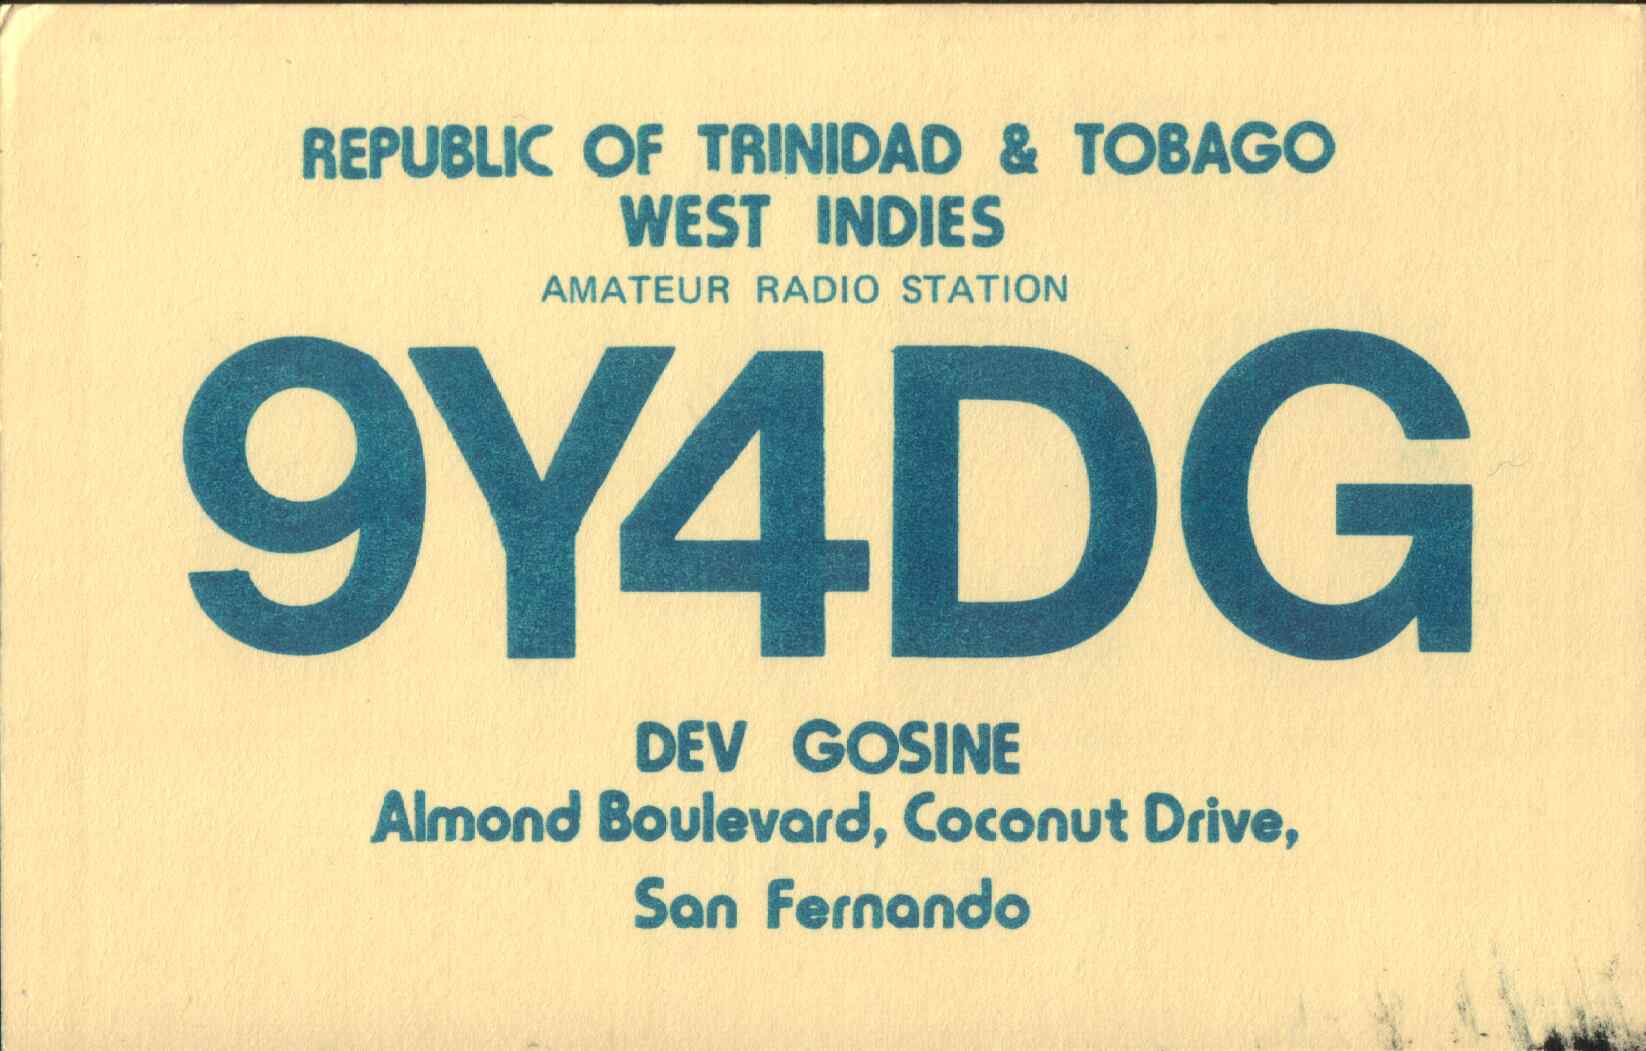 REPUBLIC OF TRINIDAD & TOBAGO
WEST INDIES
AMATEUR RADIO STATION
9Y4DG
DEV GOSINE
Almond Boulevard, Coconut Drive,
San Fernando